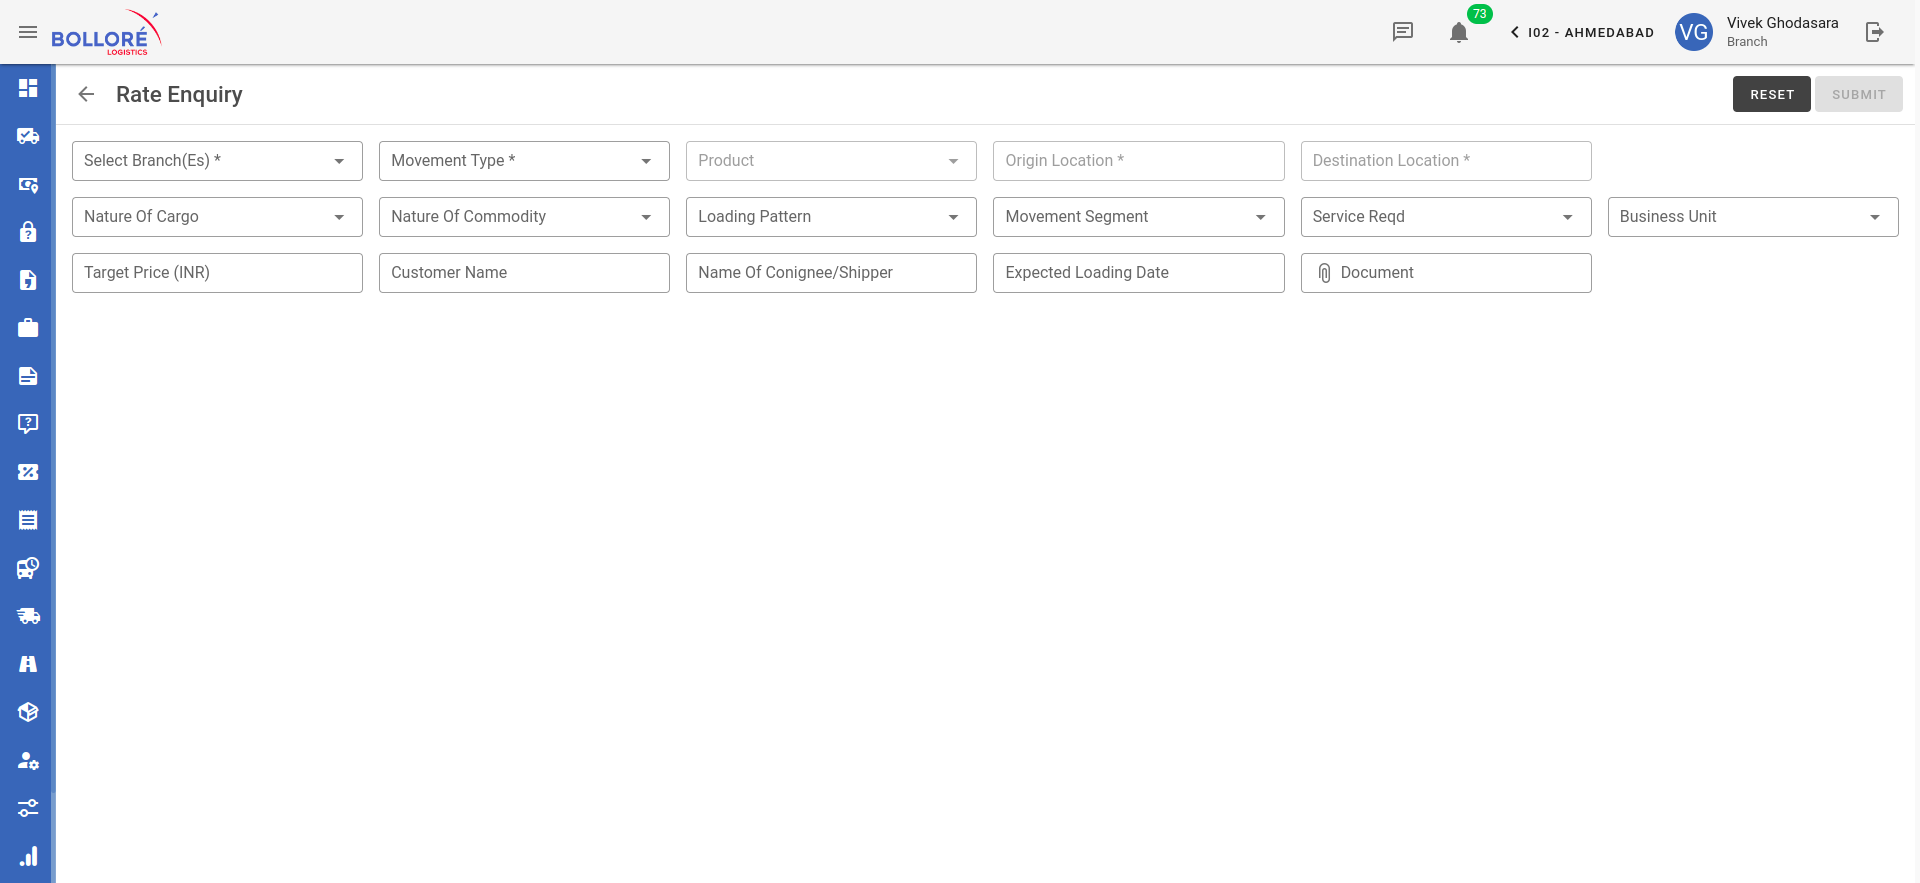 BOLLORÉ
LOGISTICS
73
I02 - AHMEDABAD
VG
Vivek Ghodasara
Branch
Rate Enquiry
RESET
SUBMIT
Select Branch(Es) *
Movement Type *
Product
Origin Location *
Destination Location *
Nature Of Cargo
Nature Of Commodity
Loading Pattern
Movement Segment
Service Reqd
Business Unit
Target Price (INR)
Customer Name
Name Of Conignee/Shipper
Expected Loading Date
Document